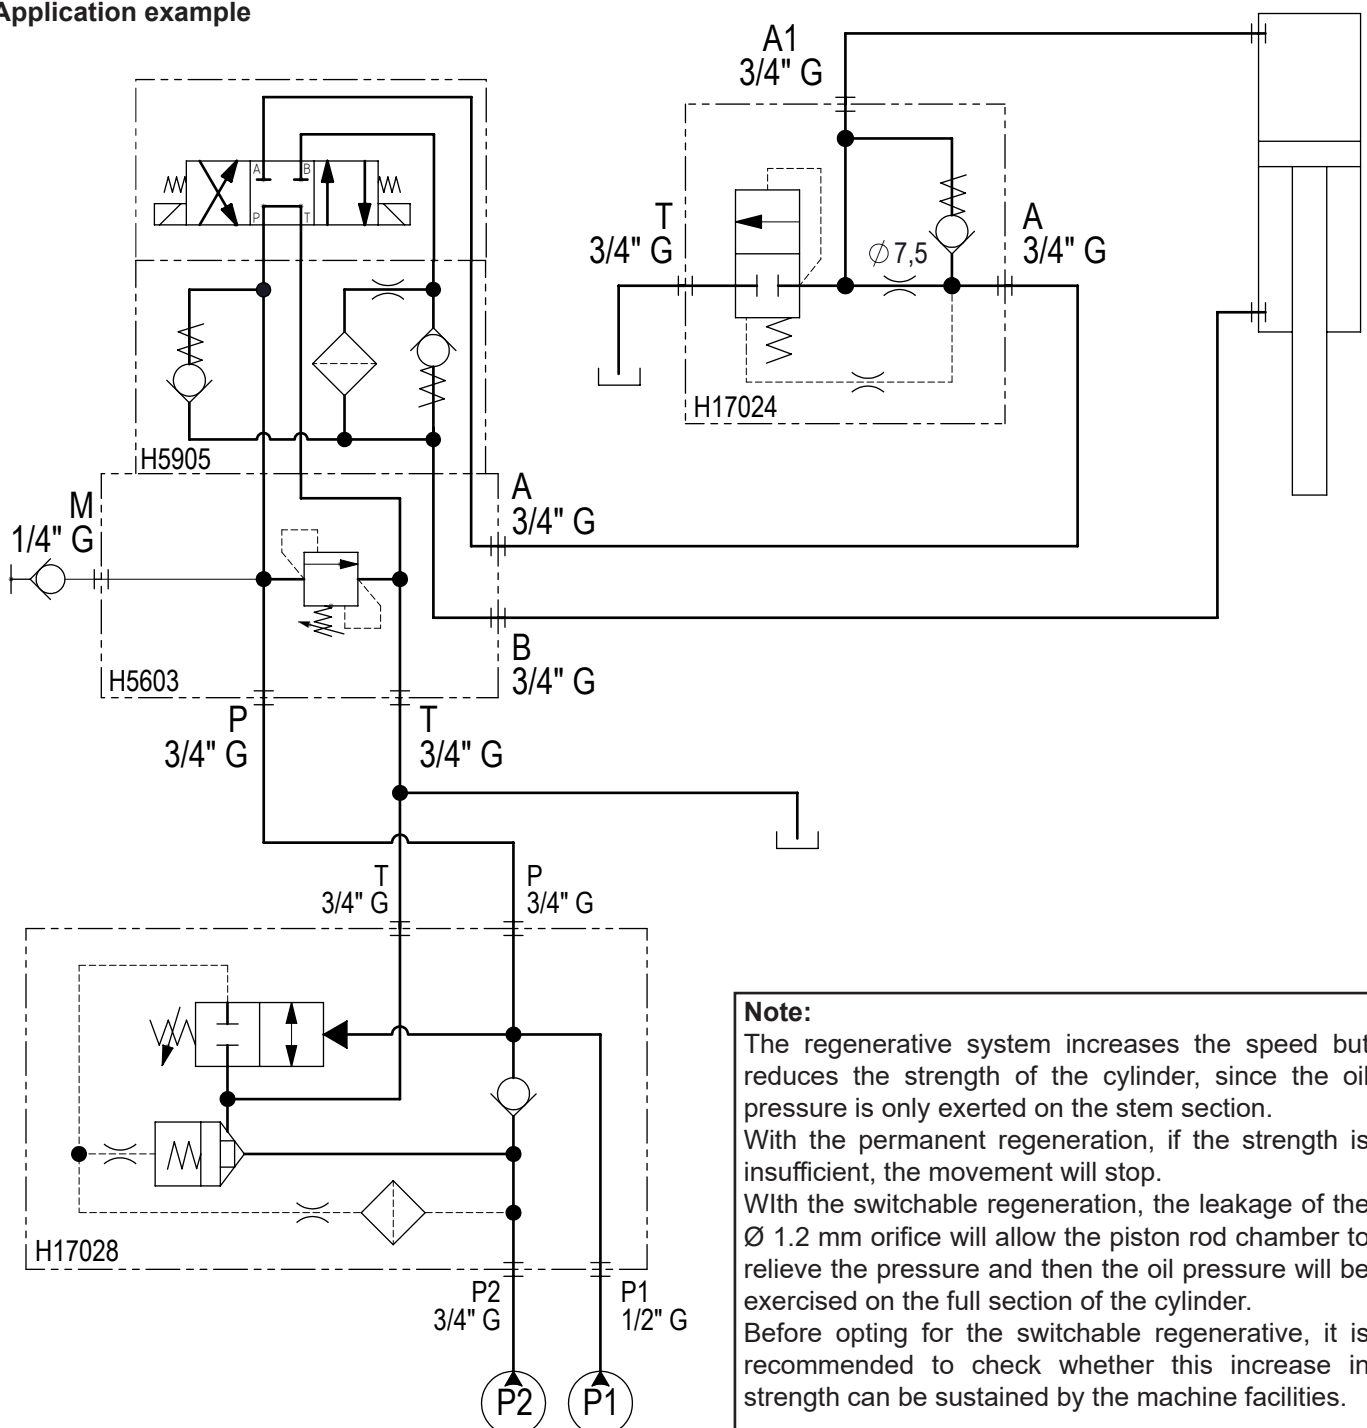 Application example
A1
3/4" G
A B
P T
T
3/4" G
Ø 7,5
A
3/4" G
H17024
H5905
M
1/4" G
A
3/4" G
B
3/4" G
H5603
P
3/4" G
T
3/4" G
T
3/4" G
P
3/4" G
H17028
P2
3/4" G
P1
1/2" G
P2
P1
Note:
The regenerative system increases the speed but
reduces the strength of the cylinder, since the oil
pressure is only exerted on the stem section.
With the permanent regeneration, if the strength is
insufficient, the movement will stop.
WIth the switchable regeneration, the leakage of the
Ø 1.2 mm orifice will allow the piston rod chamber to
relieve the pressure and then the oil pressure will be
exercised on the full section of the cylinder.
Before opting for the switchable regenerative, it is
recommended to check whether this increase in
strength can be sustained by the machine facilities.